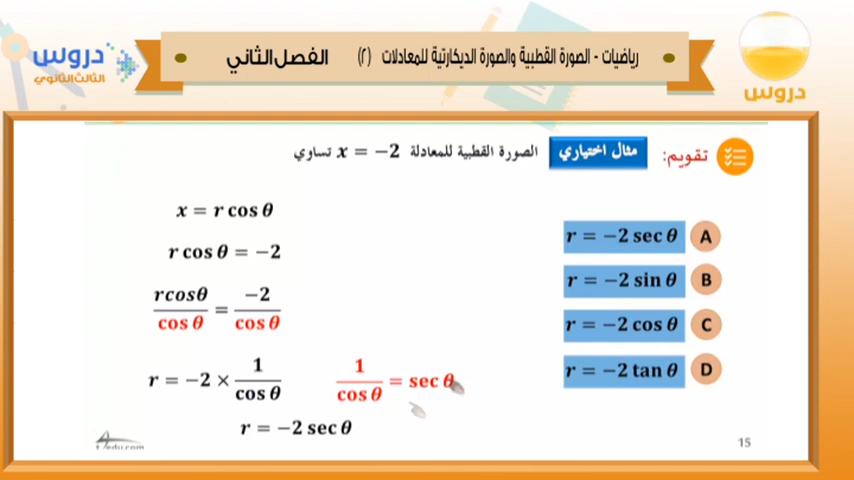 دروس
الثالث الثانوي
رياضيات - الصورة القطبية والصورة الديكارتية للمعادلات (٢) الفصل الثاني
دروس
تقويم:
مثال اختياري
الصورة القطبية للمعادلة x = −2 تساوي
x = r cos θ
r cos θ = −2
rcosθ / cos θ = −2 / cos θ
r = −2 × 1 / cos θ
1 / cos θ = sec θ
r = −2 sec θ
r = −2 sec θ A
r = −2 sin θ B
r = −2 cos θ C
r = −2 tan θ D
15